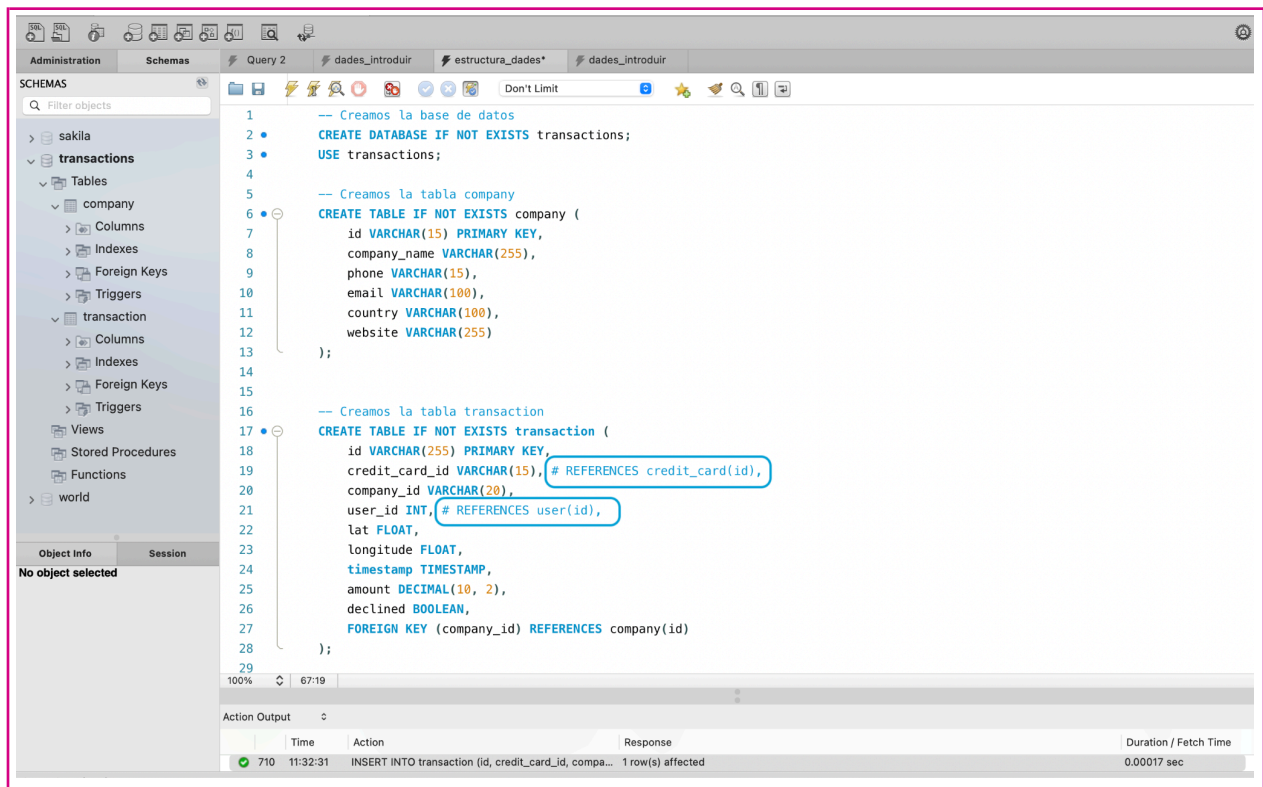 Administration Schemas Query 2 dades_introduir estructura_dades* dades_introduir
SCHEMAS
Don't Limit
Filter objects
sakila
transactions
Tables
company
Columns
Indexes
Foreign Keys
Triggers
transaction
Columns
Indexes
Foreign Keys
Triggers
Views
Stored Procedures
Functions
world
Object Info Session
No object selected
1 -- Creamos la base de datos
2 CREATE DATABASE IF NOT EXISTS transactions;
3 USE transactions;
4
5 -- Creamos la tabla company
6 CREATE TABLE IF NOT EXISTS company (
7 id VARCHAR(15) PRIMARY KEY,
8 company_name VARCHAR(255),
9 phone VARCHAR(15),
10 email VARCHAR(100),
11 country VARCHAR(100),
12 website VARCHAR(255)
13 );
14
15
16 -- Creamos la tabla transaction
17 CREATE TABLE IF NOT EXISTS transaction (
18 id VARCHAR(255) PRIMARY KEY,
19 credit_card_id VARCHAR(15), # REFERENCES credit_card(id),
20 company_id VARCHAR(20),
21 user_id INT, # REFERENCES user(id),
22 lat FLOAT,
23 longitude FLOAT,
24 timestamp TIMESTAMP,
25 amount DECIMAL(10, 2),
26 declined BOOLEAN,
27 FOREIGN KEY (company_id) REFERENCES company(id)
28 );
29
100% 67:19
Action Output
Time Action Response Duration / Fetch Time
710 11:32:31 INSERT INTO transaction (id, credit_card_id, compa... 1 row(s) affected 0.00017 sec